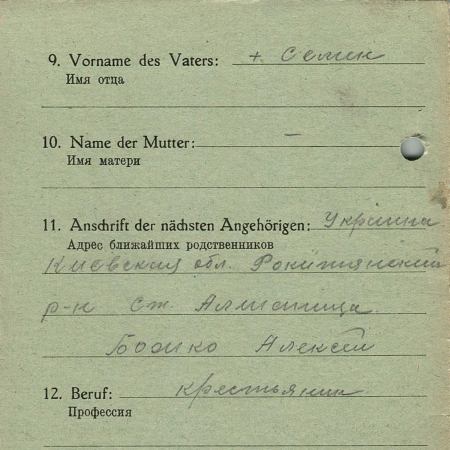 9. Vorname des Vaters: + Семен
Имя отца
10. Name der Mutter: —
Имя матери
11. Anschrift der nächsten Angehörigen: Украина
Адрес ближайших родственников
Киевская обл. Рокитянский
р-н ст.
Бойко Алексей
12. Beruf: крестьянин
Профессия